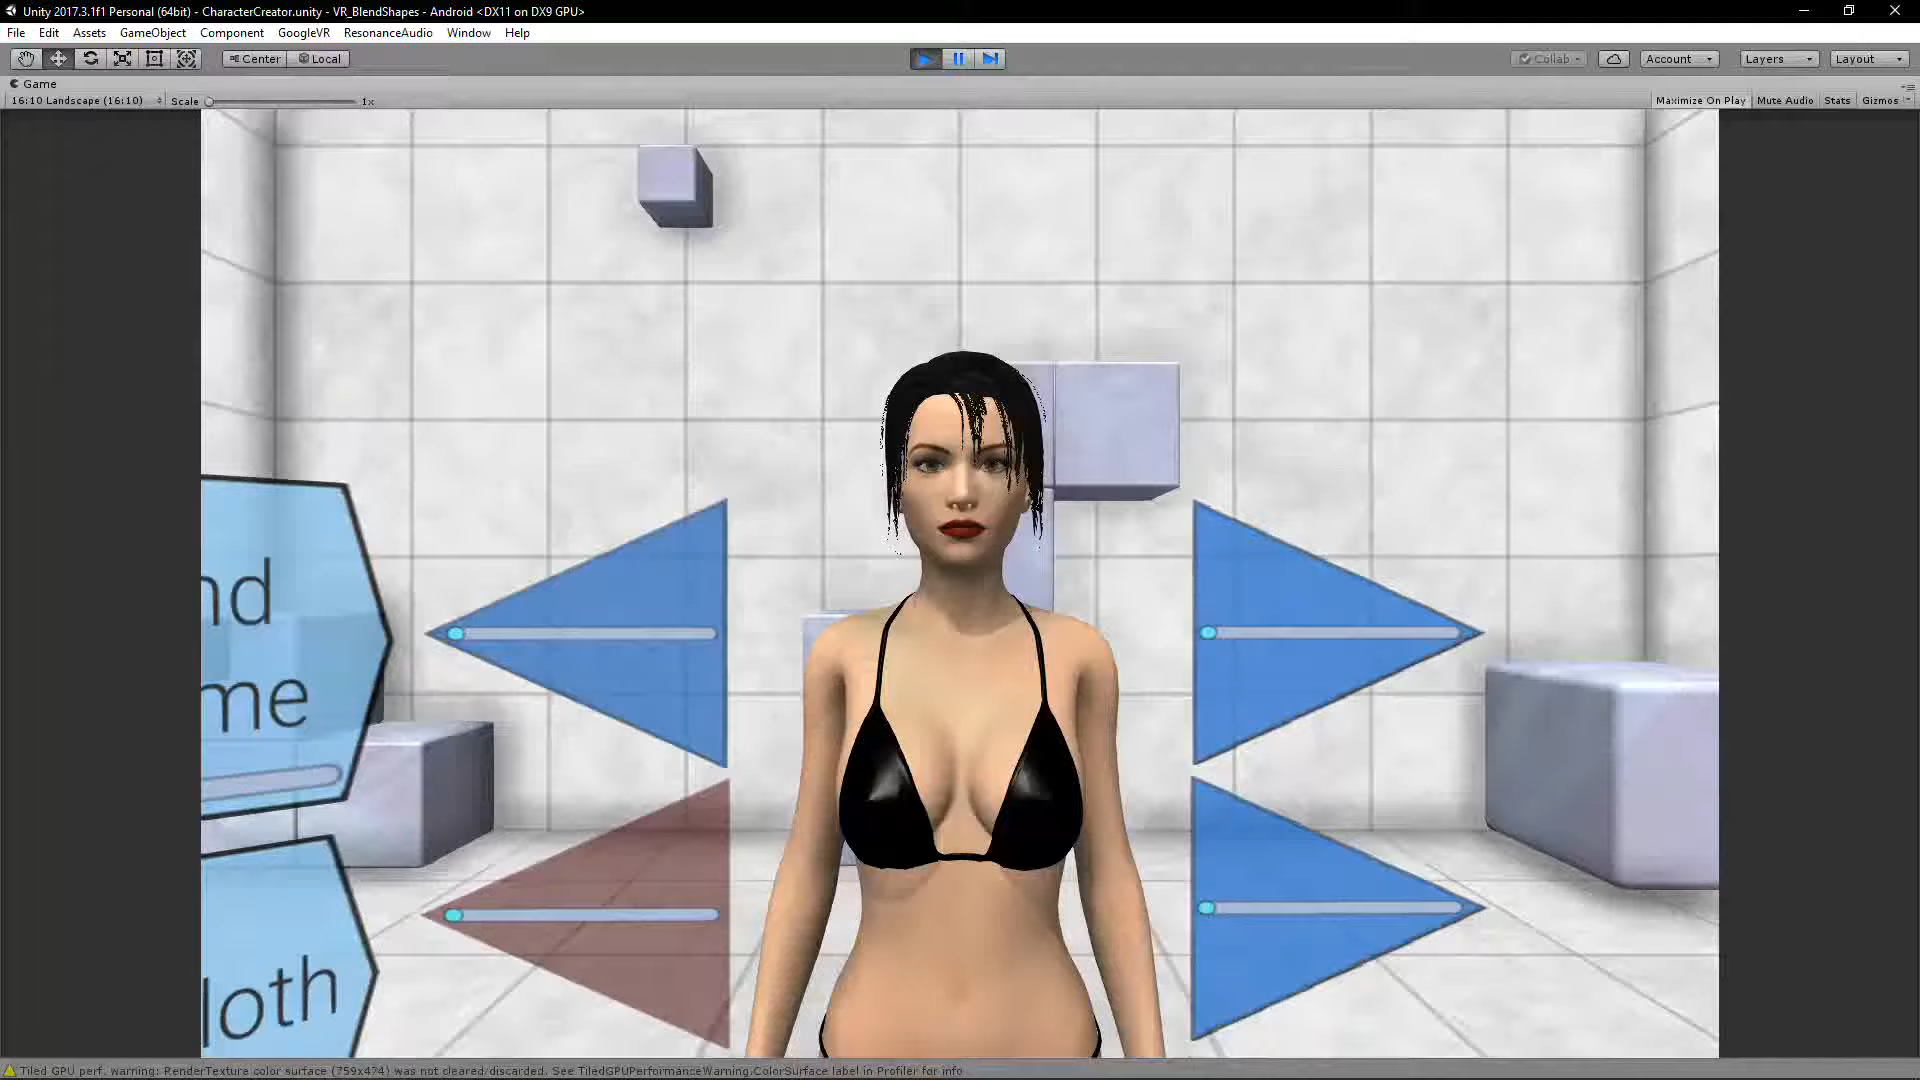 Unity 2017.3.1f1 Personal (64bit) - CharacterCreator.unity - VR_BlendShapes - Android <DX11 on DX9 GPU>
File Edit Assets GameObject Component GoogleVR ResonanceAudio Window Help
Center Local Collab Account Layers Layout
Game
16:10 Landscape (16:10) Scale 1x Maximize On Play Mute Audio Stats Gizmos
nd
me
loth
Tiled GPU perf. warning: RenderTexture color surface (759x474) was not cleared/discarded. See TiledGPUPerformanceWarning.ColorSurface label in Profiler for info